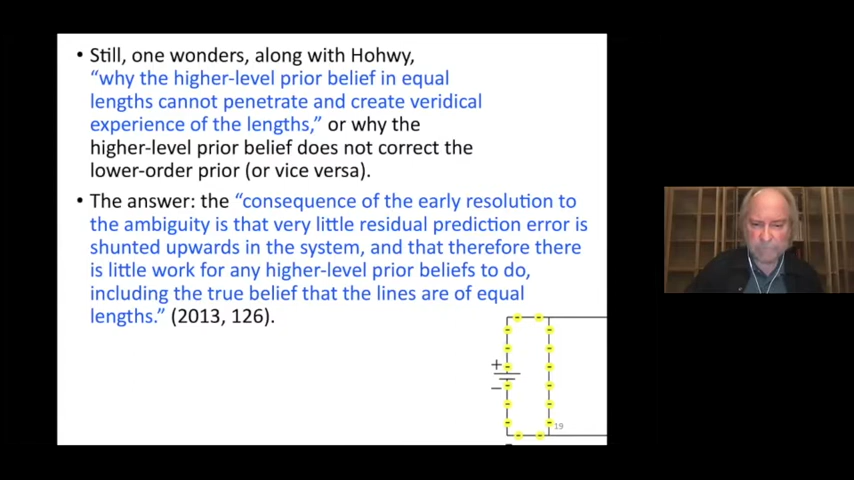 • Still, one wonders, along with Hohwy,
“why the higher-level prior belief in equal
lengths cannot penetrate and create veridical
experience of the lengths,” or why the
higher-level prior belief does not correct the
lower-order prior (or vice versa).
• The answer: the “consequence of the early resolution to
the ambiguity is that very little residual prediction error is
shunted upwards in the system, and that therefore there
is little work for any higher-level prior beliefs to do,
including the true belief that the lines are of equal
lengths.” (2013, 126).
+
−
19